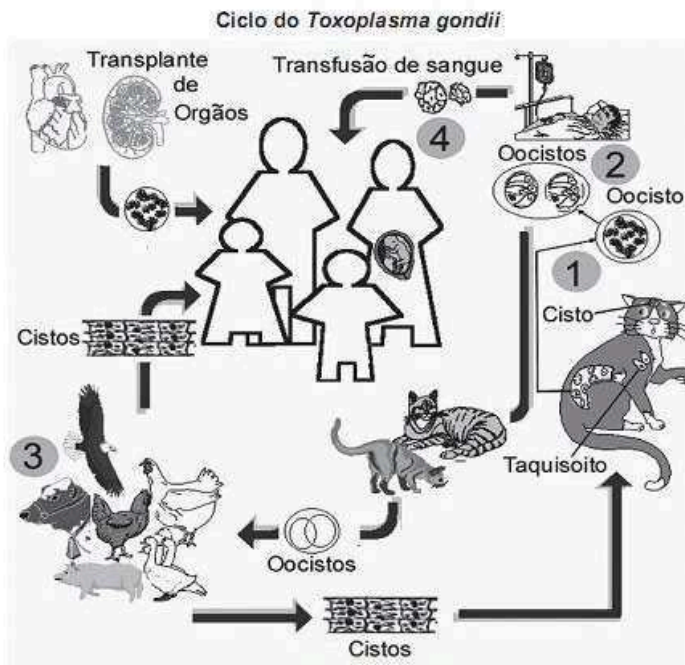 Ciclo do Toxoplasma gondii
Transplante
de
Orgãos
Transfusão de sangue
4
Oocistos
2
Oocisto
1
Cisto
Cistos
Taquisoito
3
Oocistos
Cistos